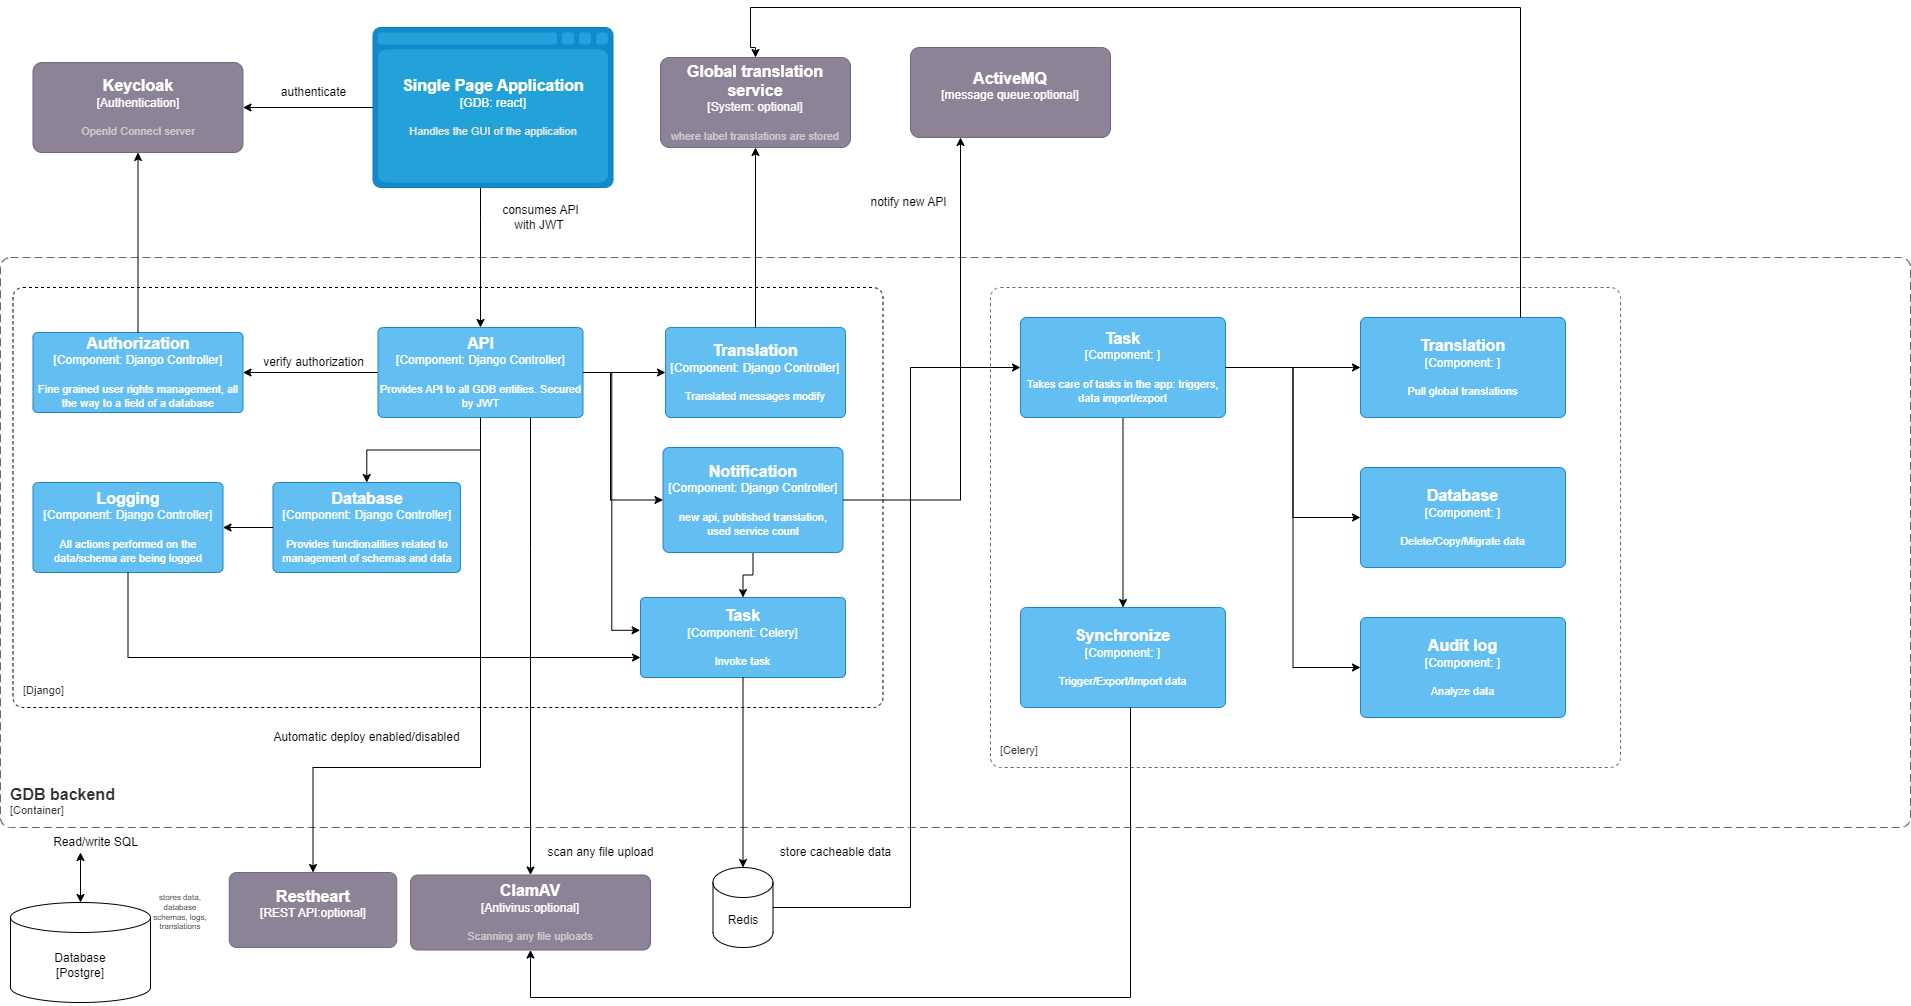 Keycloak
[Authentication]
OpenId Connect server
authenticate
Single Page Application
[GDB: react]
Handles the GUI of the application
Global translation
service
[System: optional]
where label translations are stored
ActiveMQ
[message queue:optional]
consumes API
with JWT
notify new API
Authorization
[Component: Django Controller]
Fine grained user rights management, all
the way to a field of a database
verify authorization
API
[Component: Django Controller]
Provides API to all GDB entities. Secured
by JWT
Translation
[Component: Django Controller]
Translated messages modify
Task
[Component: ]
Takes care of tasks in the app: triggers,
data import/export
Translation
[Component: ]
Pull global translations
Logging
[Component: Django Controller]
All actions performed on the
data/schema are being logged
Database
[Component: Django Controller]
Provides functionalities related to
management of schemas and data
Notification
[Component: Django Controller]
new api, published translation,
used service count
Database
[Component: ]
Delete/Copy/Migrate data
Task
[Component: Celery]
Invoke task
Synchronize
[Component: ]
Trigger/Export/Import data
Audit log
[Component: ]
Analyze data
[Django]
Automatic deploy enabled/disabled
[Celery]
GDB backend
[Container]
Read/write SQL
scan any file upload
store cacheable data
stores data,
database
schemas, logs,
translations
Database
[Postgre]
Restheart
[REST API:optional]
ClamAV
[Antivirus:optional]
Scanning any file uploads
Redis